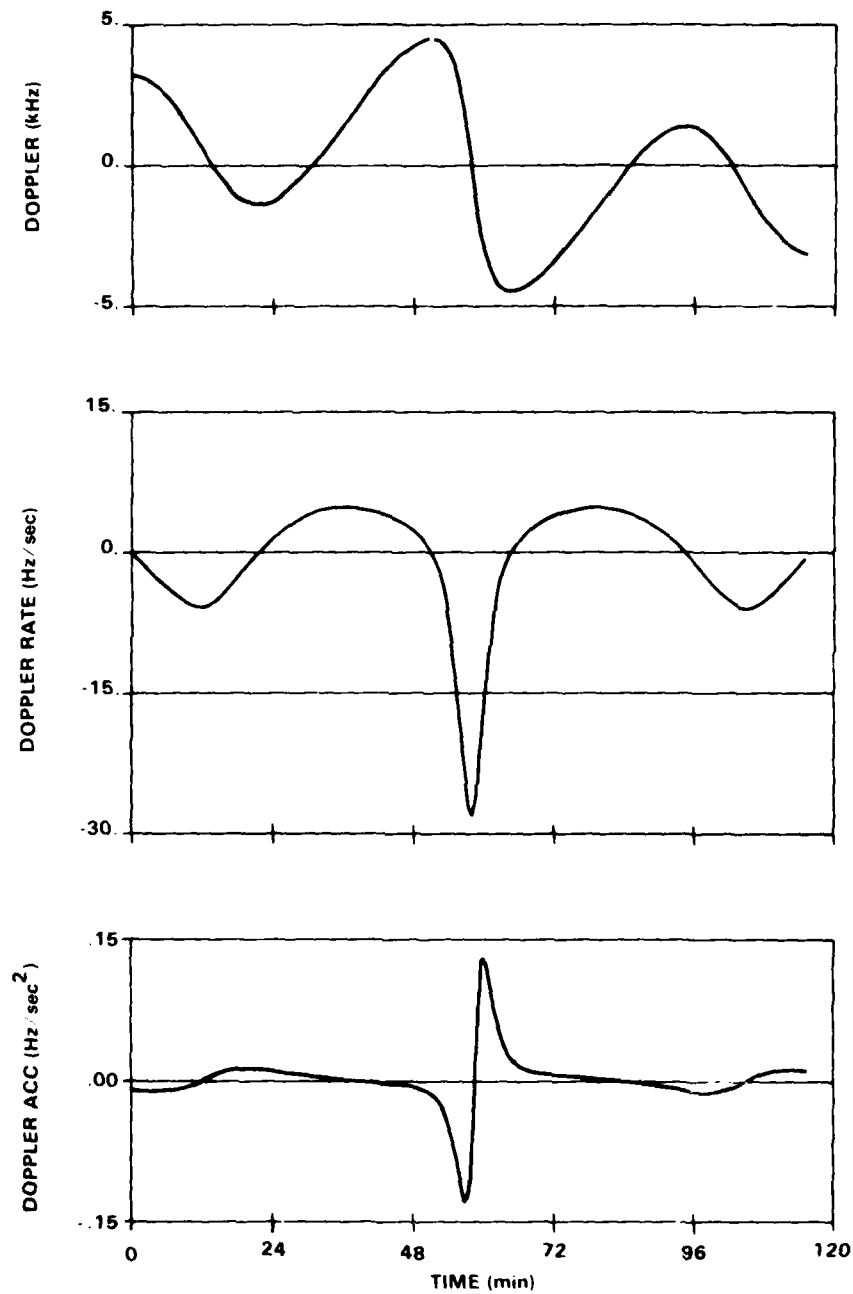 5.
0.
-5.
DOPPLER (kHz)
15.
0.
-15.
-30.
DOPPLER RATE (Hz/sec)
.15
.00
-.15
DOPPLER ACC (Hz/sec2)
0 24 48 72 96 120
TIME (min)